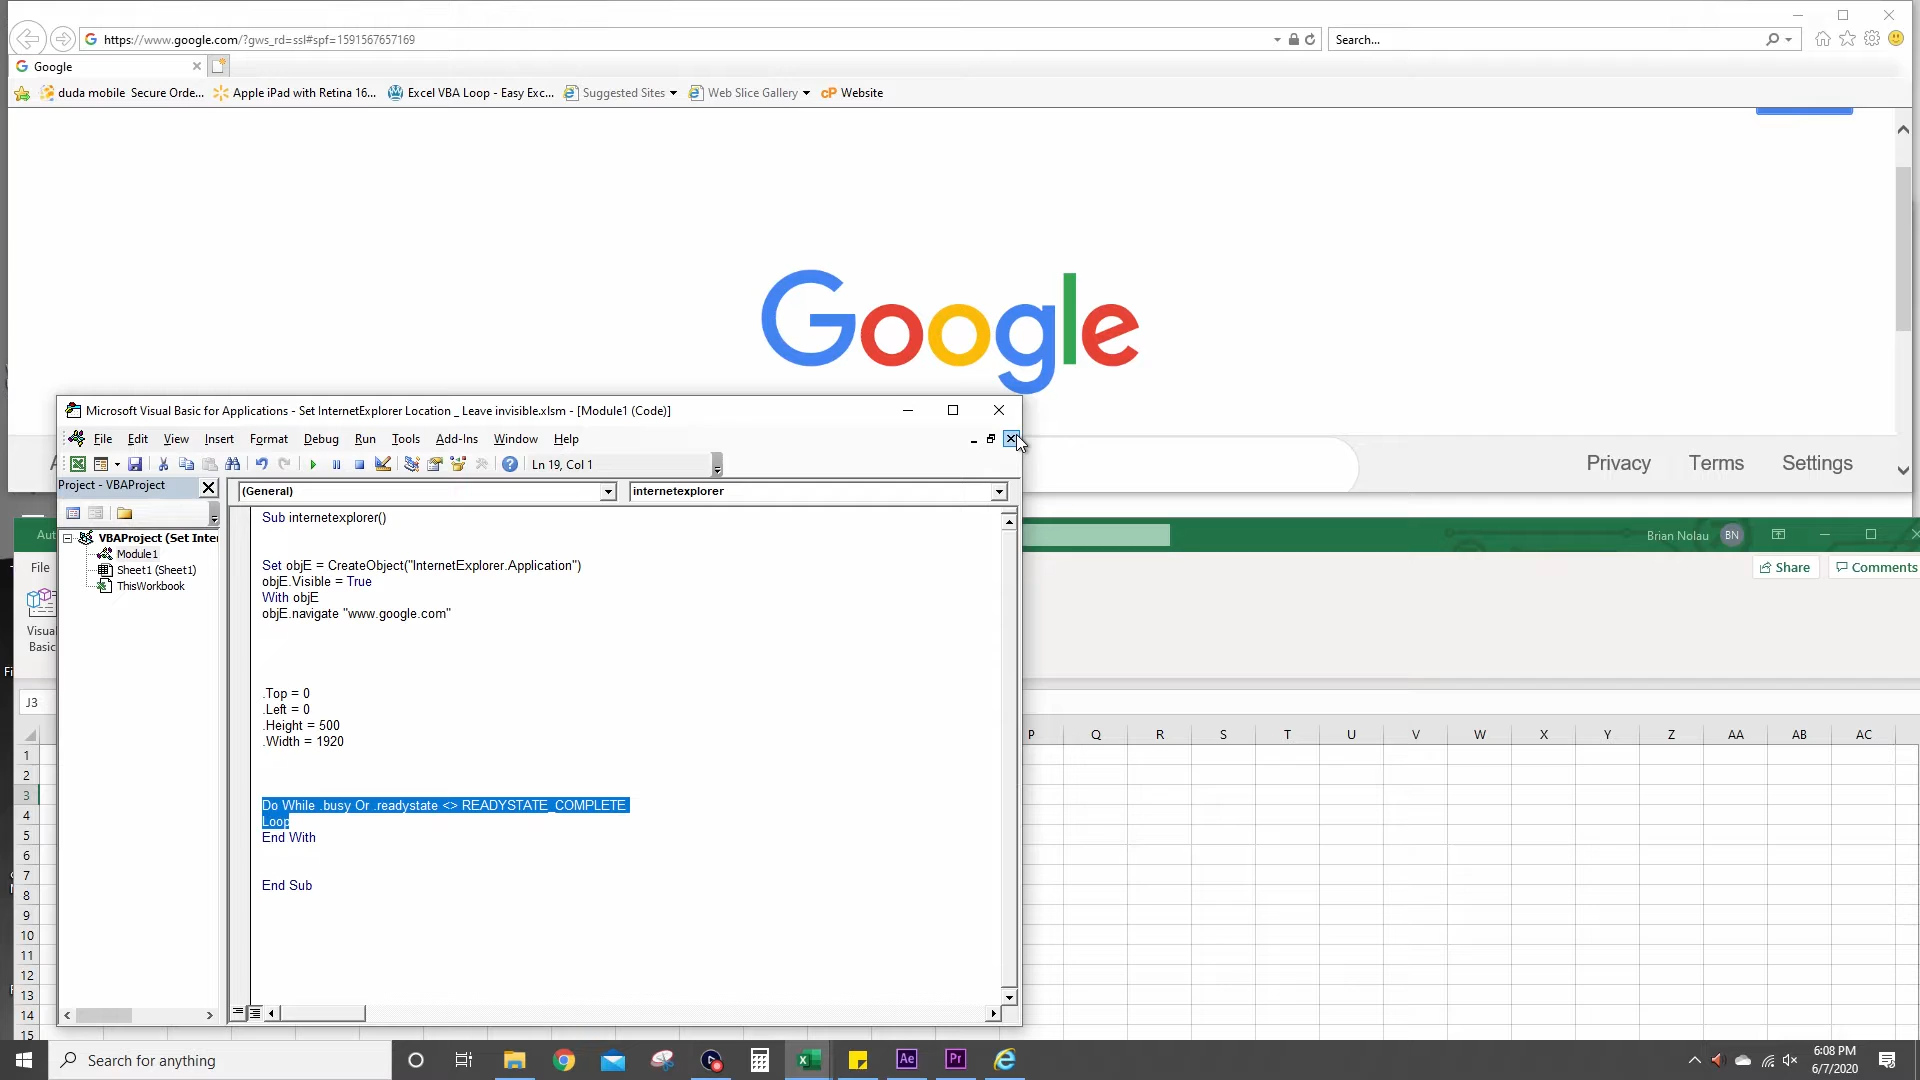 https://www.google.com/?gws_rd=ssl#spf=1591567657169
Search...
Google
duda mobile Secure Orde...
Apple iPad with Retina 16...
Excel VBA Loop - Easy Exc...
Suggested Sites
Web Slice Gallery
cP Website
Google
Privacy
Terms
Settings
Microsoft Visual Basic for Applications - Set InternetExplorer Location _ Leave invisible.xlsm - [Module1 (Code)]
File Edit View Insert Format Debug Run Tools Add-Ins Window Help
Ln 19, Col 1
Project - VBAProject
(General)
internetexplorer
VBAProject (Set Inter
Module1
Sheet1 (Sheet1)
ThisWorkbook
Sub internetexplorer()
Set objE = CreateObject("InternetExplorer.Application")
objE.Visible = True
With objE
objE.navigate "www.google.com"
.Top = 0
.Left = 0
.Height = 500
.Width = 1920
Do While .busy Or .readystate <> READYSTATE_COMPLETE
Loop
End With
End Sub
Aut
Brian Nolau
BN
File
Share
Comments
Visual
Basic
J3
P Q R S T U V W X Y Z AA AB AC
1
2
3
4
5
6
7
8
9
10
11
12
13
14
15
Search for anything
Ae
Pr
6:08 PM
6/7/2020